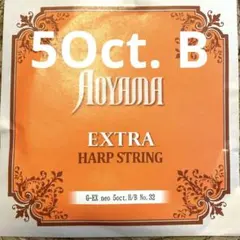 5Oct. B
AOYAMA
EXTRA
HARP STRING
G-EX neo 5oct.H/B No.32